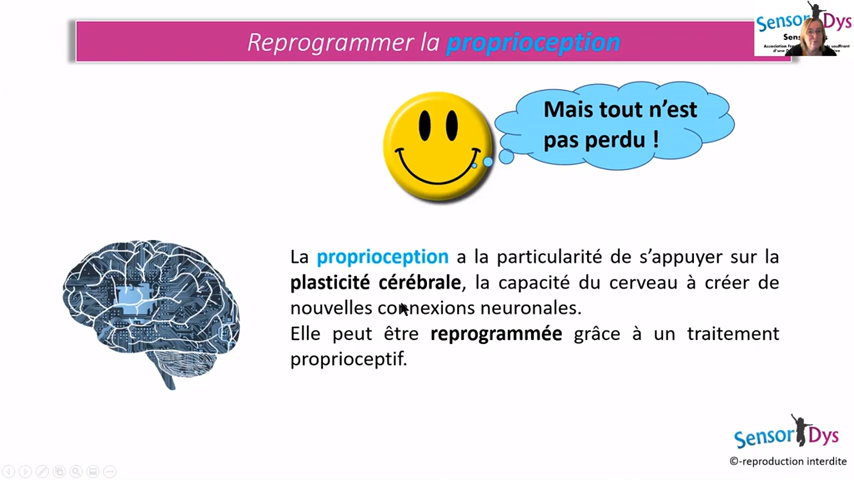 Reprogrammer la proprioception
Sensor Dys
Mais tout n'est
pas perdu !
La proprioception a la particularité de s'appuyer sur la
plasticité cérébrale, la capacité du cerveau à créer de
nouvelles connexions neuronales.
Elle peut être reprogrammée grâce à un traitement
proprioceptif.
Sensor Dys
©-reproduction interdite